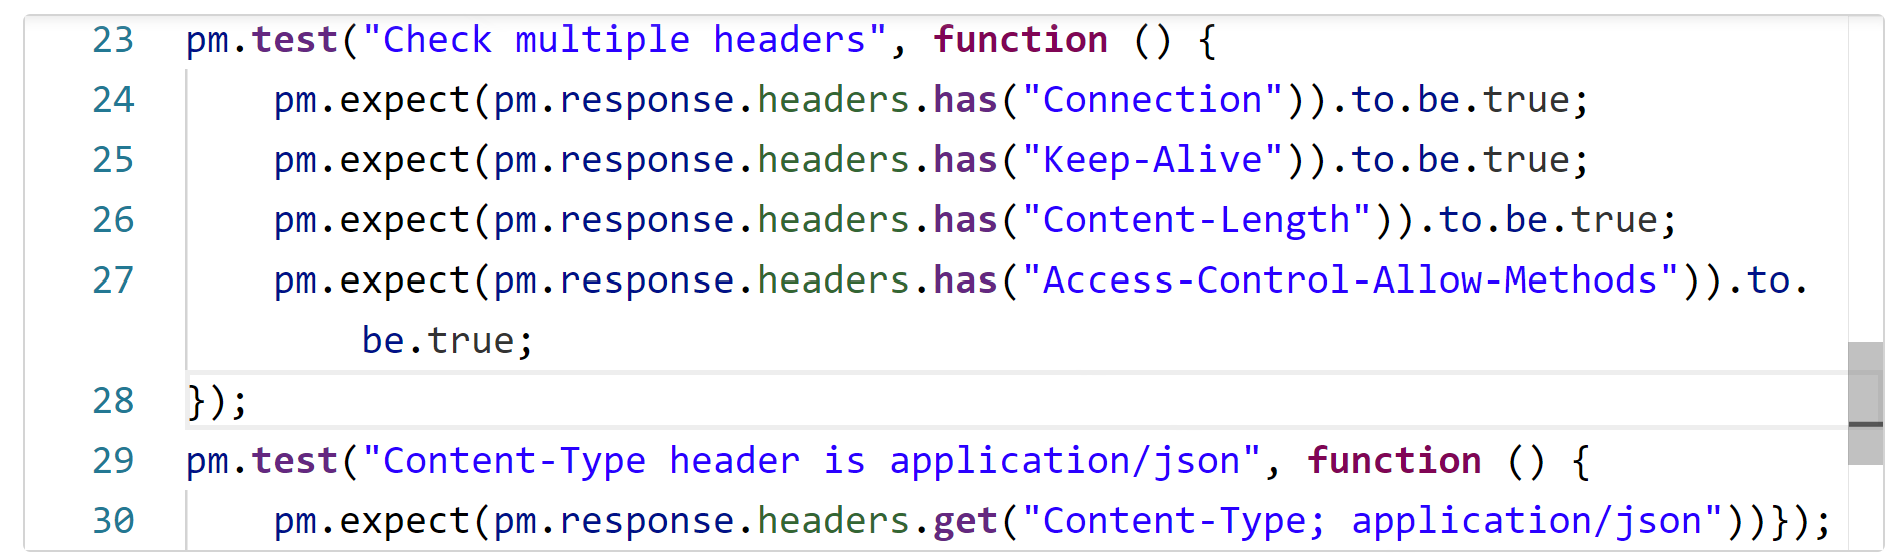 23 pm.test("Check multiple headers", function () {
24 pm.expect(pm.response.headers.has("Connection")).to.be.true;
25 pm.expect(pm.response.headers.has("Keep-Alive")).to.be.true;
26 pm.expect(pm.response.headers.has("Content-Length")).to.be.true;
27 pm.expect(pm.response.headers.has("Access-Control-Allow-Methods")).to.
be.true;
28 });
29 pm.test("Content-Type header is application/json", function () {
30 pm.expect(pm.response.headers.get("Content-Type; application/json"))});